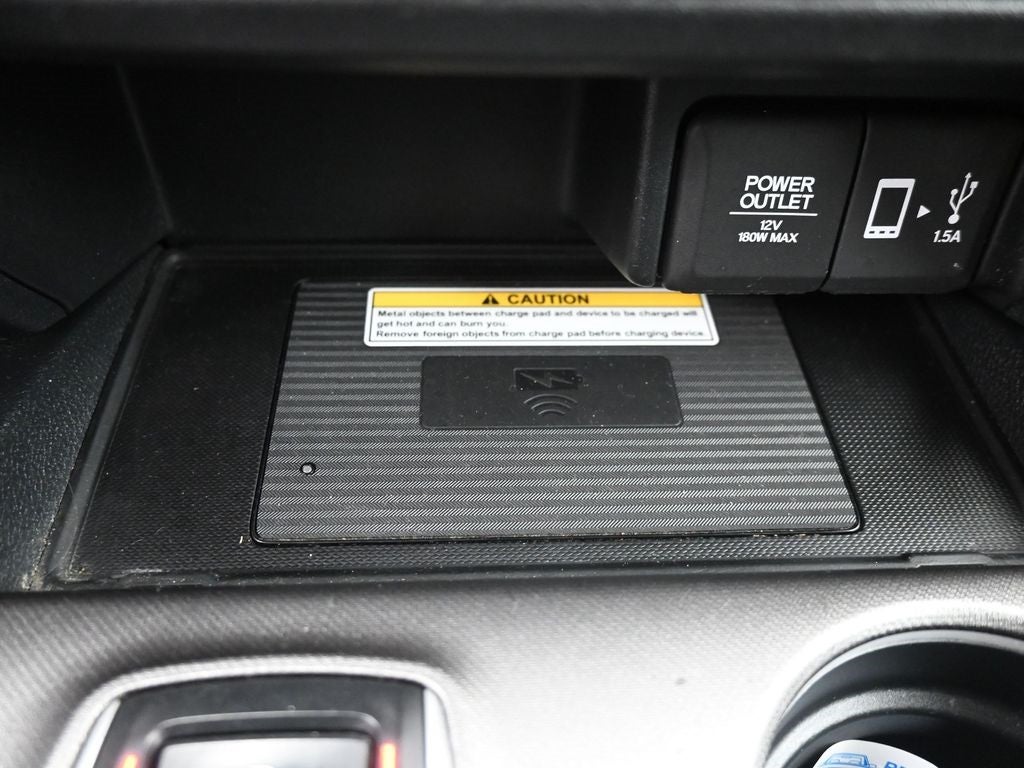 POWER
OUTLET
12V
180W MAX
1.5A
CAUTION
Metal objects between charge pad and device to be charged will
get hot and can burn you.
Remove foreign objects from charge pad before charging device.